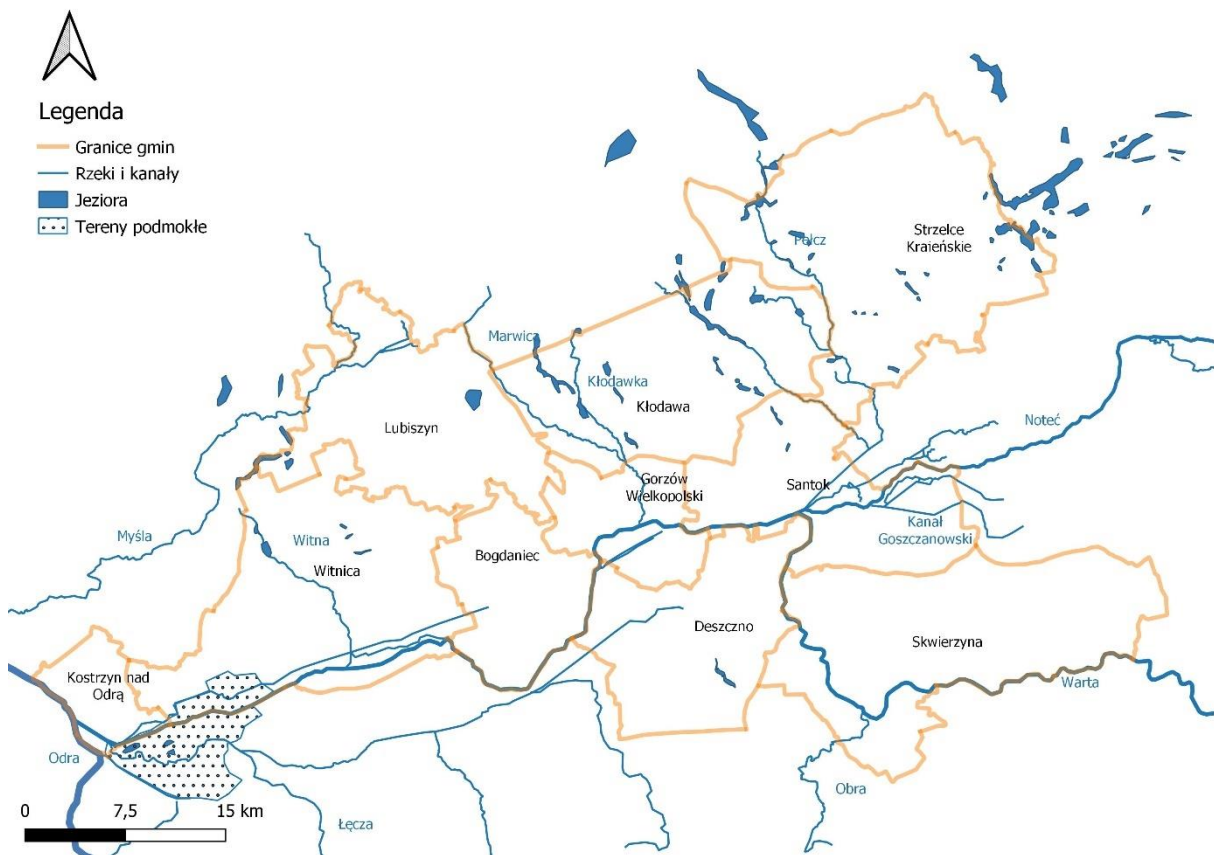 Legenda
Granice gmin
Rzeki i kanały
Jeziora
Tereny podmokłe
Strzelce
Kraieńskie
Pełcz
Marwica
Kłodawka
Kłodawa
Lubiszyn
Noteć
Gorzów
Wielkopolski
Santok
Kanał
Goszczanowski
Myśla
Witna
Witnica
Bogdaniec
Deszczno
Skwierzyna
Kostrzyn nad
Odrą
Warta
Odra
Obra
Łęcza
0 7,5 15 km